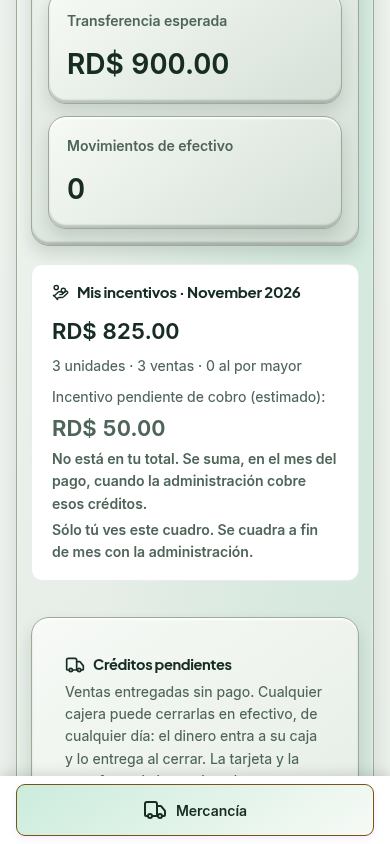 Transferencia esperada
RD$ 900.00
Movimientos de efectivo
0
Mis incentivos · November 2026
RD$ 825.00
3 unidades · 3 ventas · 0 al por mayor
Incentivo pendiente de cobro (estimado):
RD$ 50.00
No está en tu total. Se suma, en el mes del
pago, cuando la administración cobre
esos créditos.
Sólo tú ves este cuadro. Se cuadra a fin
de mes con la administración.
Créditos pendientes
Ventas entregadas sin pago. Cualquier
cajera puede cerrarlas en efectivo, de
cualquier día: el dinero entra a su caja
y lo entrega al cerrar. La tarjeta y la
Mercancía